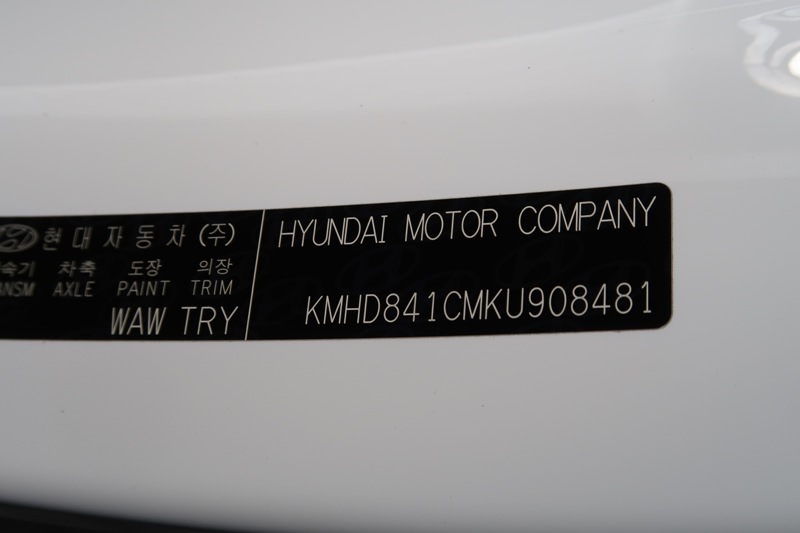 현대자동차(주)
속기 차축 도장 의장
ANSM AXLE PAINT TRIM
WAW TRY
HYUNDAI MOTOR COMPANY
KMHD841CMKU908481